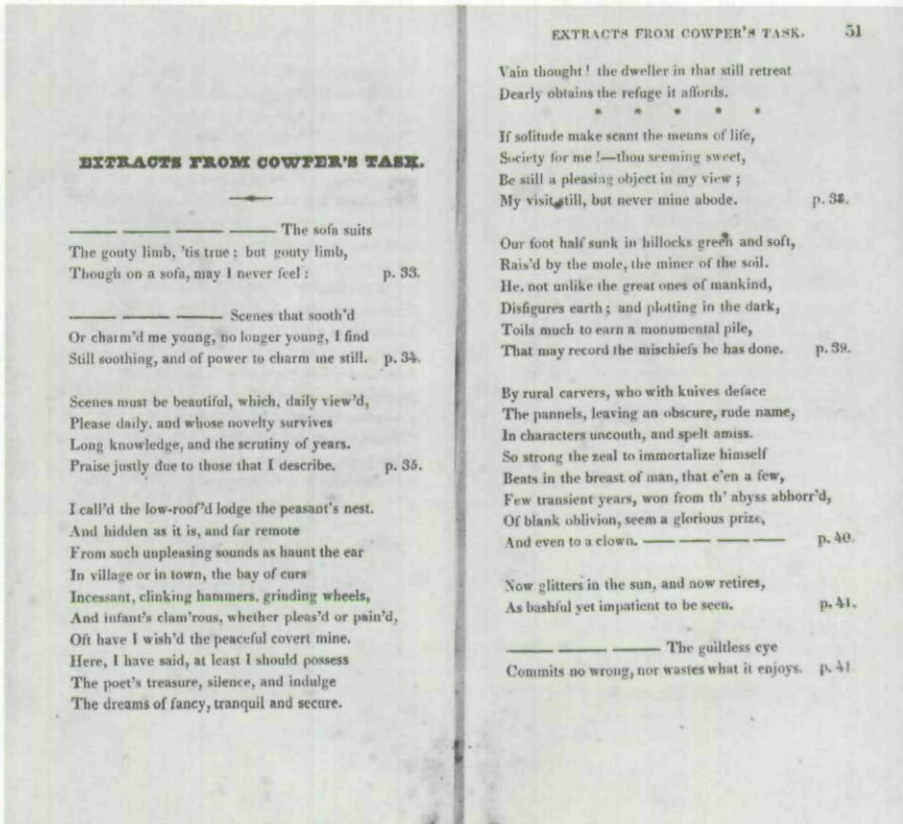 EXTRACTS FROM COWPER'S TASK.
— — — — The sofa suits
The gouty limb, 'tis true; but gouty limb,
Though on a sofa, may I never feel: p. 33.
— — — Scenes that sooth'd
Or charm'd me young, no longer young, I find
Still soothing, and of power to charm me still. p. 34.
Scenes must be beautiful, which, daily view'd,
Please daily, and whose novelty survives
Long knowledge, and the scrutiny of years.
Praise justly due to those that I describe. p. 35.
I call'd the low-roof'd lodge the peasant's nest.
And hidden as it is, and far remote
From such unpleasing sounds as haunt the ear
In village or in town, the bay of curs
Incessant, clinking hammers, grinding wheels,
And infant's clam'rous, whether pleas'd or pain'd,
Oft have I wish'd the peaceful covert mine.
Here, I have said, at least I should possess
The poet's treasure, silence, and indulge
The dreams of fancy, tranquil and secure.
EXTRACTS FROM COWPER'S TASK. 51
Vain thought! the dweller in that still retreat
Dearly obtains the refuge it affords.
* * * * *
If solitude make scant the means of life,
Society for me!—thou seeming sweet,
Be still a pleasing object in my view;
My visit still, but never mine abode. p. 38.
Our foot half sunk in hillocks green and soft,
Rais'd by the mole, the miner of the soil.
He, not unlike the great ones of mankind,
Disfigures earth; and plotting in the dark,
Toils much to earn a monumental pile,
That may record the mischiefs he has done. p. 39.
By rural carvers, who with knives deface
The pannels, leaving an obscure, rude name,
In characters uncouth, and spelt amiss.
So strong the zeal to immortalize himself
Beats in the breast of man, that e'en a few,
Few transient years, won from th' abyss abhorr'd,
Of blank oblivion, seem a glorious prize,
And even to a clown. — — — — p. 40.
Now glitters in the sun, and now retires,
As bashful yet impatient to be seen. p. 41.
— — — The guiltless eye
Commits no wrong, nor wastes what it enjoys. p. 41